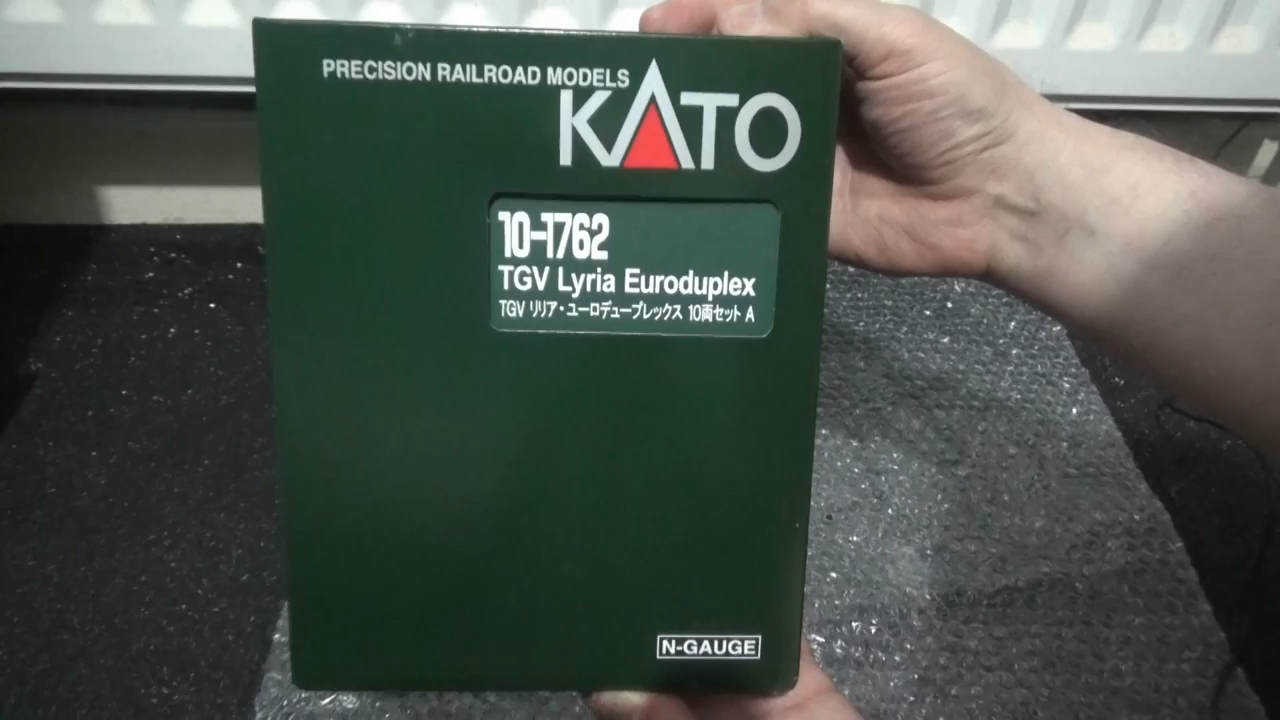 PRECISION RAILROAD MODELS
KATO
10-1762
TGV Lyria Euroduplex
TGV リリア・ユーロデュープレックス 10両セット A
N-GAUGE